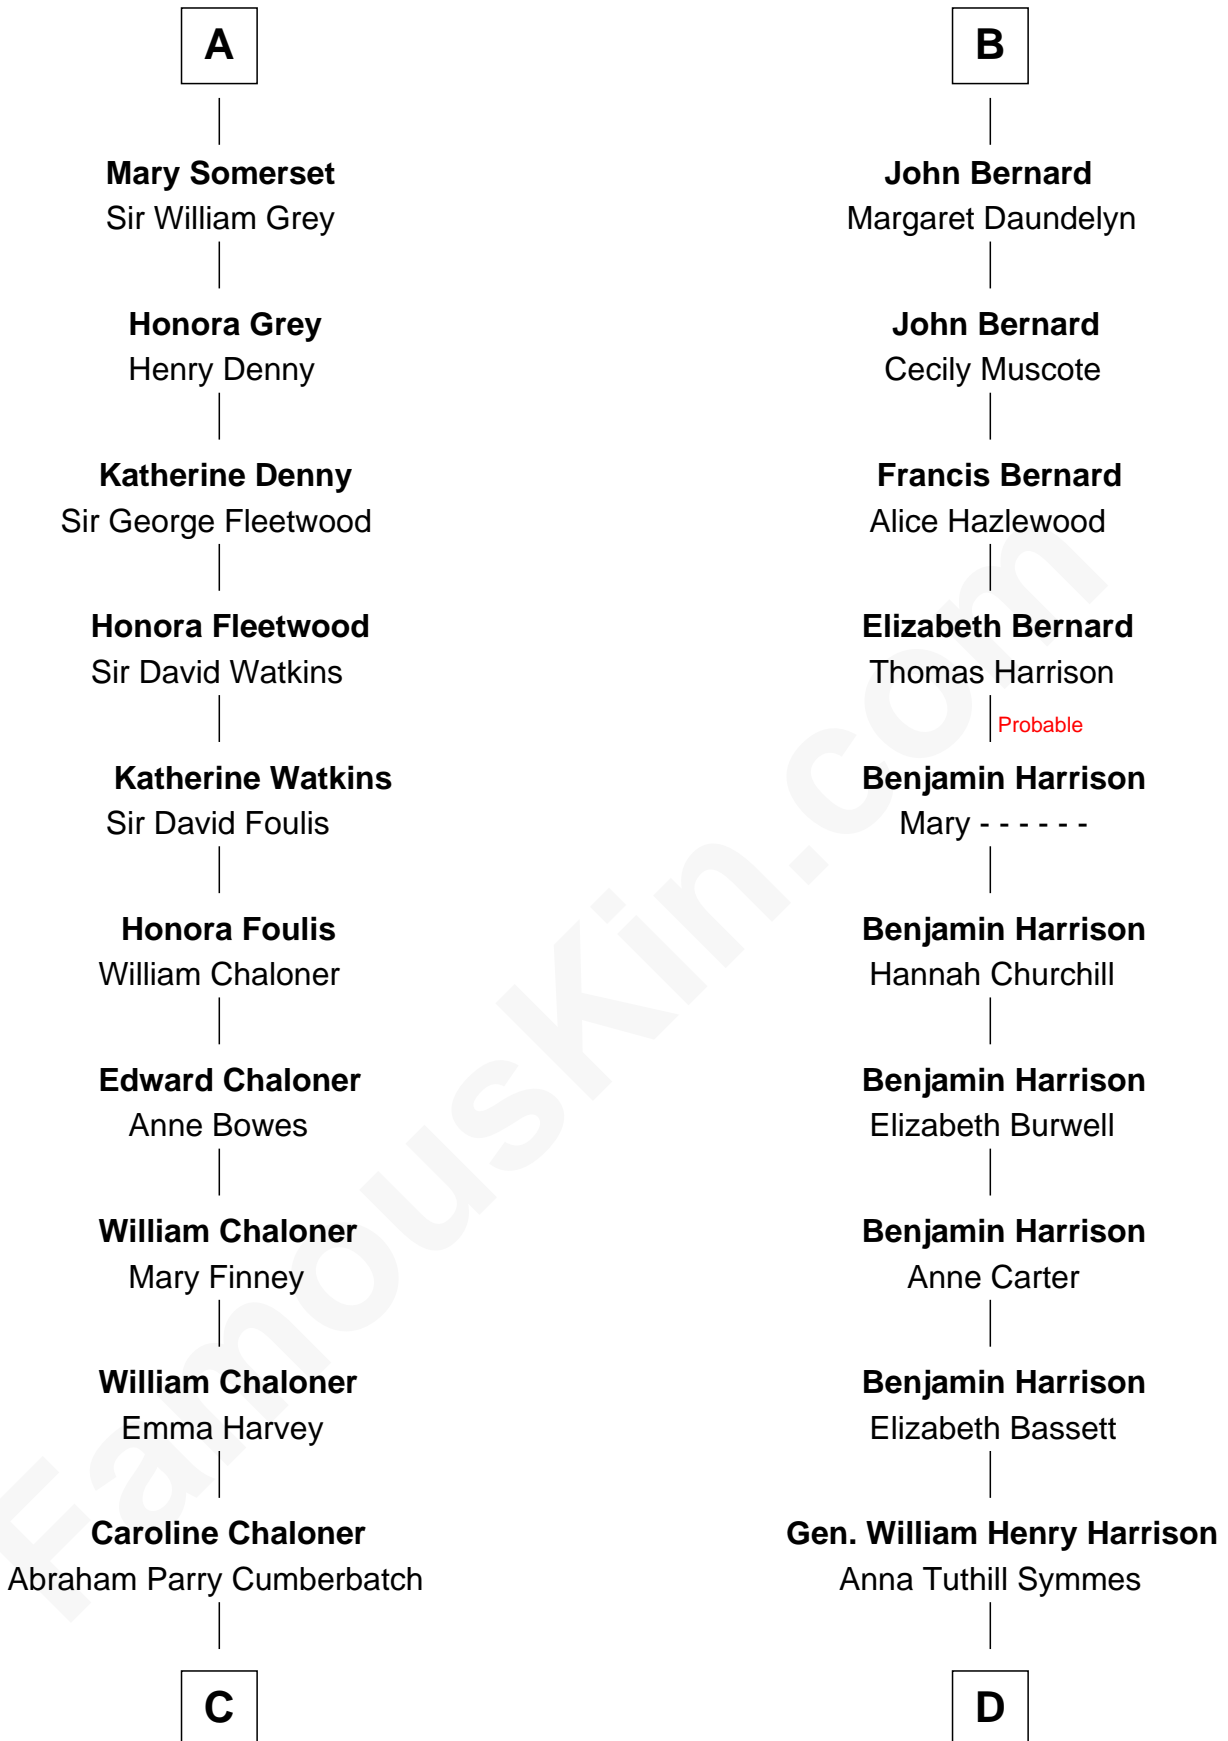 A
Mary Somerset
Sir William Grey
Honora Grey
Henry Denny
Katherine Denny
Sir George Fleetwood
Honora Fleetwood
Sir David Watkins
Katherine Watkins
Sir David Foulis
Honora Foulis
William Chaloner
Edward Chaloner
Anne Bowes
William Chaloner
Mary Finney
William Chaloner
Emma Harvey
Caroline Chaloner
Abraham Parry Cumberbatch
C
B
John Bernard
Margaret Daundelyn
John Bernard
Cecily Muscote
Francis Bernard
Alice Hazlewood
Elizabeth Bernard
Thomas Harrison
Probable
Benjamin Harrison
Mary - - - - - -
Benjamin Harrison
Hannah Churchill
Benjamin Harrison
Elizabeth Burwell
Benjamin Harrison
Anne Carter
Benjamin Harrison
Elizabeth Bassett
Gen. William Henry Harrison
Anna Tuthill Symmes
D
FamousKin.com